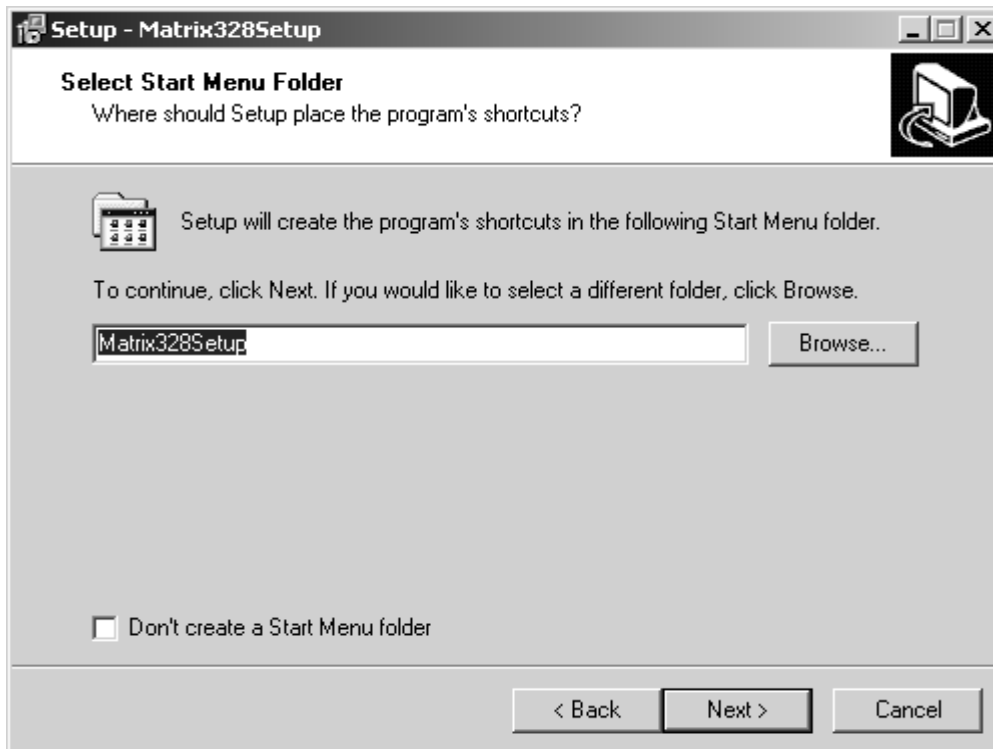 Setup - Matrix328Setup
Select Start Menu Folder
Where should Setup place the program's shortcuts?
Setup will create the program's shortcuts in the following Start Menu folder.
To continue, click Next. If you would like to select a different folder, click Browse.
Matrix328Setup
Browse...
Don't create a Start Menu folder
< Back
Next >
Cancel